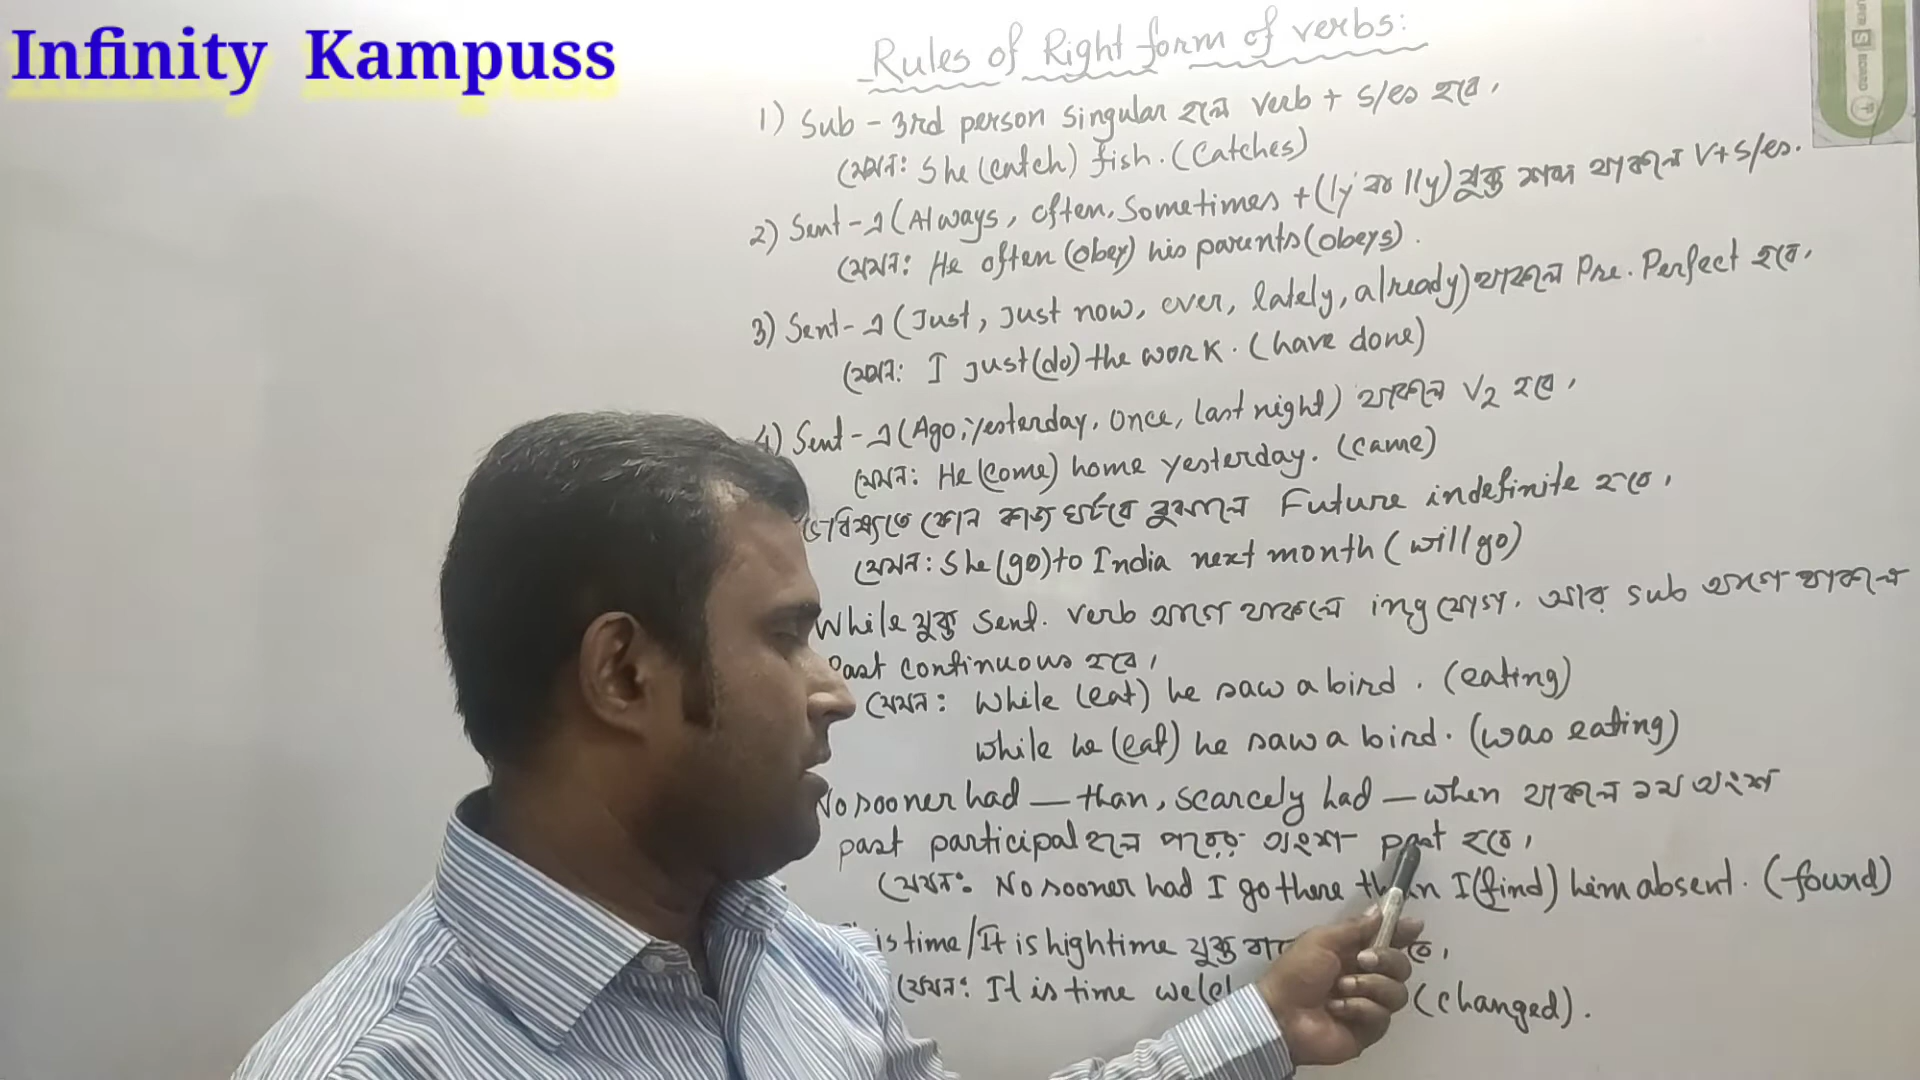 Infinity Kampuss
Rules of Right form of verbs:
1) Sub - 3rd person singular হলে verb + s/es হবে,
যেমন: She (catch) fish. (Catches)
2) Sent-এ (Always, often, Sometimes + (ly বা lly) যুক্ত শব্দ থাকলে V+s/es.
যেমন: He often (obey) his parents (obeys).
3) Sent-এ (Just, Just now, ever, lately, already) থাকলে Pre. Perfect হবে,
যেমন: I Just (do) the work. (have done)
4) Sent-এ (Ago, yesterday, once, last night) থাকলে V2 হবে,
যেমন: He (come) home yesterday. (came)
ভবিষ্যতে কোন কাজ ঘটবে বুঝালে Future indefinite হবে,
যেমন: She (go) to India next month (will go)
While যুক্ত Sent. verb আগে থাকলে ing যোগ, আর sub আগে থাকলে
Past continuous হবে,
যেমন: While (eat) he saw a bird. (eating)
while he (eat) he saw a bird. (was eating)
No sooner had — than, scarcely had — when থাকলে ১ম অংশ
past participal হলে পরের অংশ past হবে,
যেমন: No sooner had I go there than I (find) him absent. (found)
is time/It is hightime যুক্ত
যেমন: It is time we (changed).